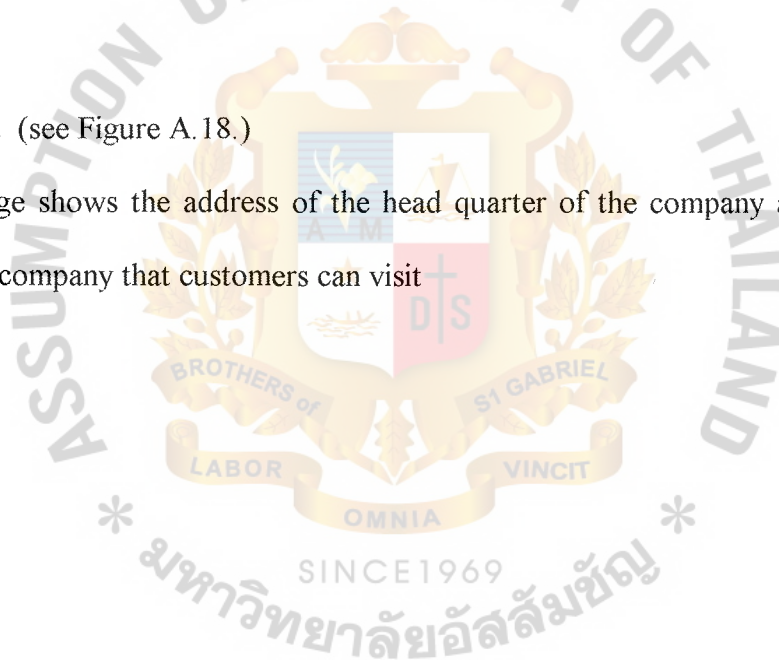 . (see Figure A.18.)
ge shows the address of the head quarter of the company a
company that customers can visit
ASSUMPTION
OF THAILAND
A M
D S
BROTHERS of
ST GABRIEL
LABOR
VINCIT
OMNIA
SINCE1969
* มหาวิทยาลัยอัสสัมชัญ *